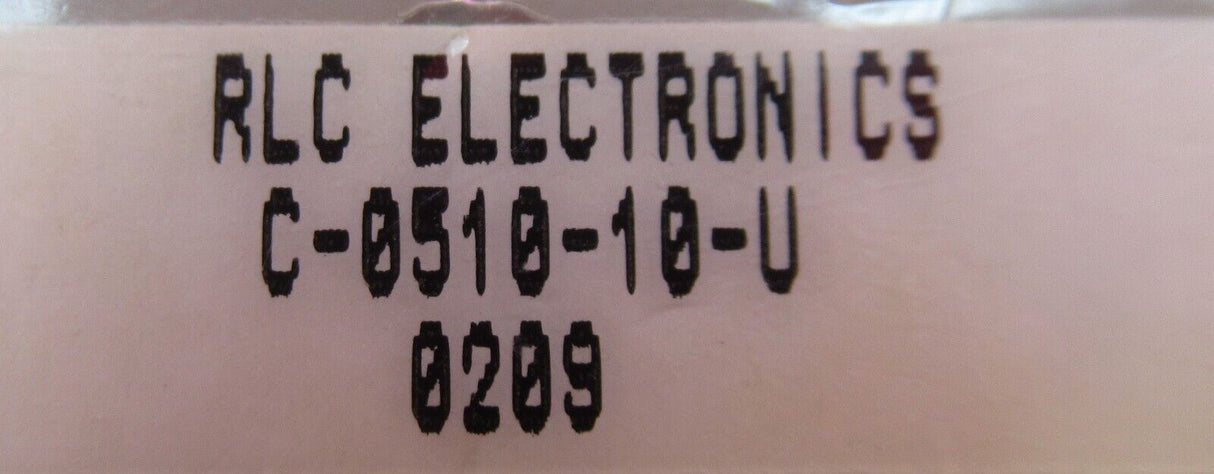 RLC ELECTRONICS
C-0510-10-U
0209